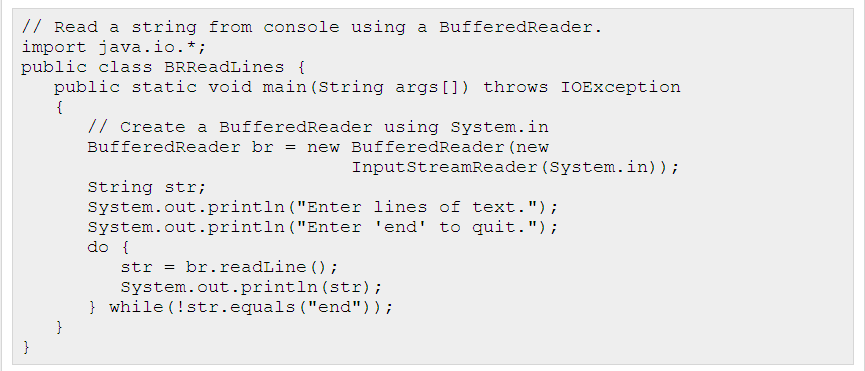 // Read a string from console using a BufferedReader.
import java.io.*;
public class BRReadLines {
   public static void main(String args[]) throws IOException
   {
      // Create a BufferedReader using System.in
      BufferedReader br = new BufferedReader(new
                              InputStreamReader(System.in));
      String str;
      System.out.println("Enter lines of text.");
      System.out.println("Enter 'end' to quit.");
      do {
         str = br.readLine();
         System.out.println(str);
      } while(!str.equals("end"));
   }
}